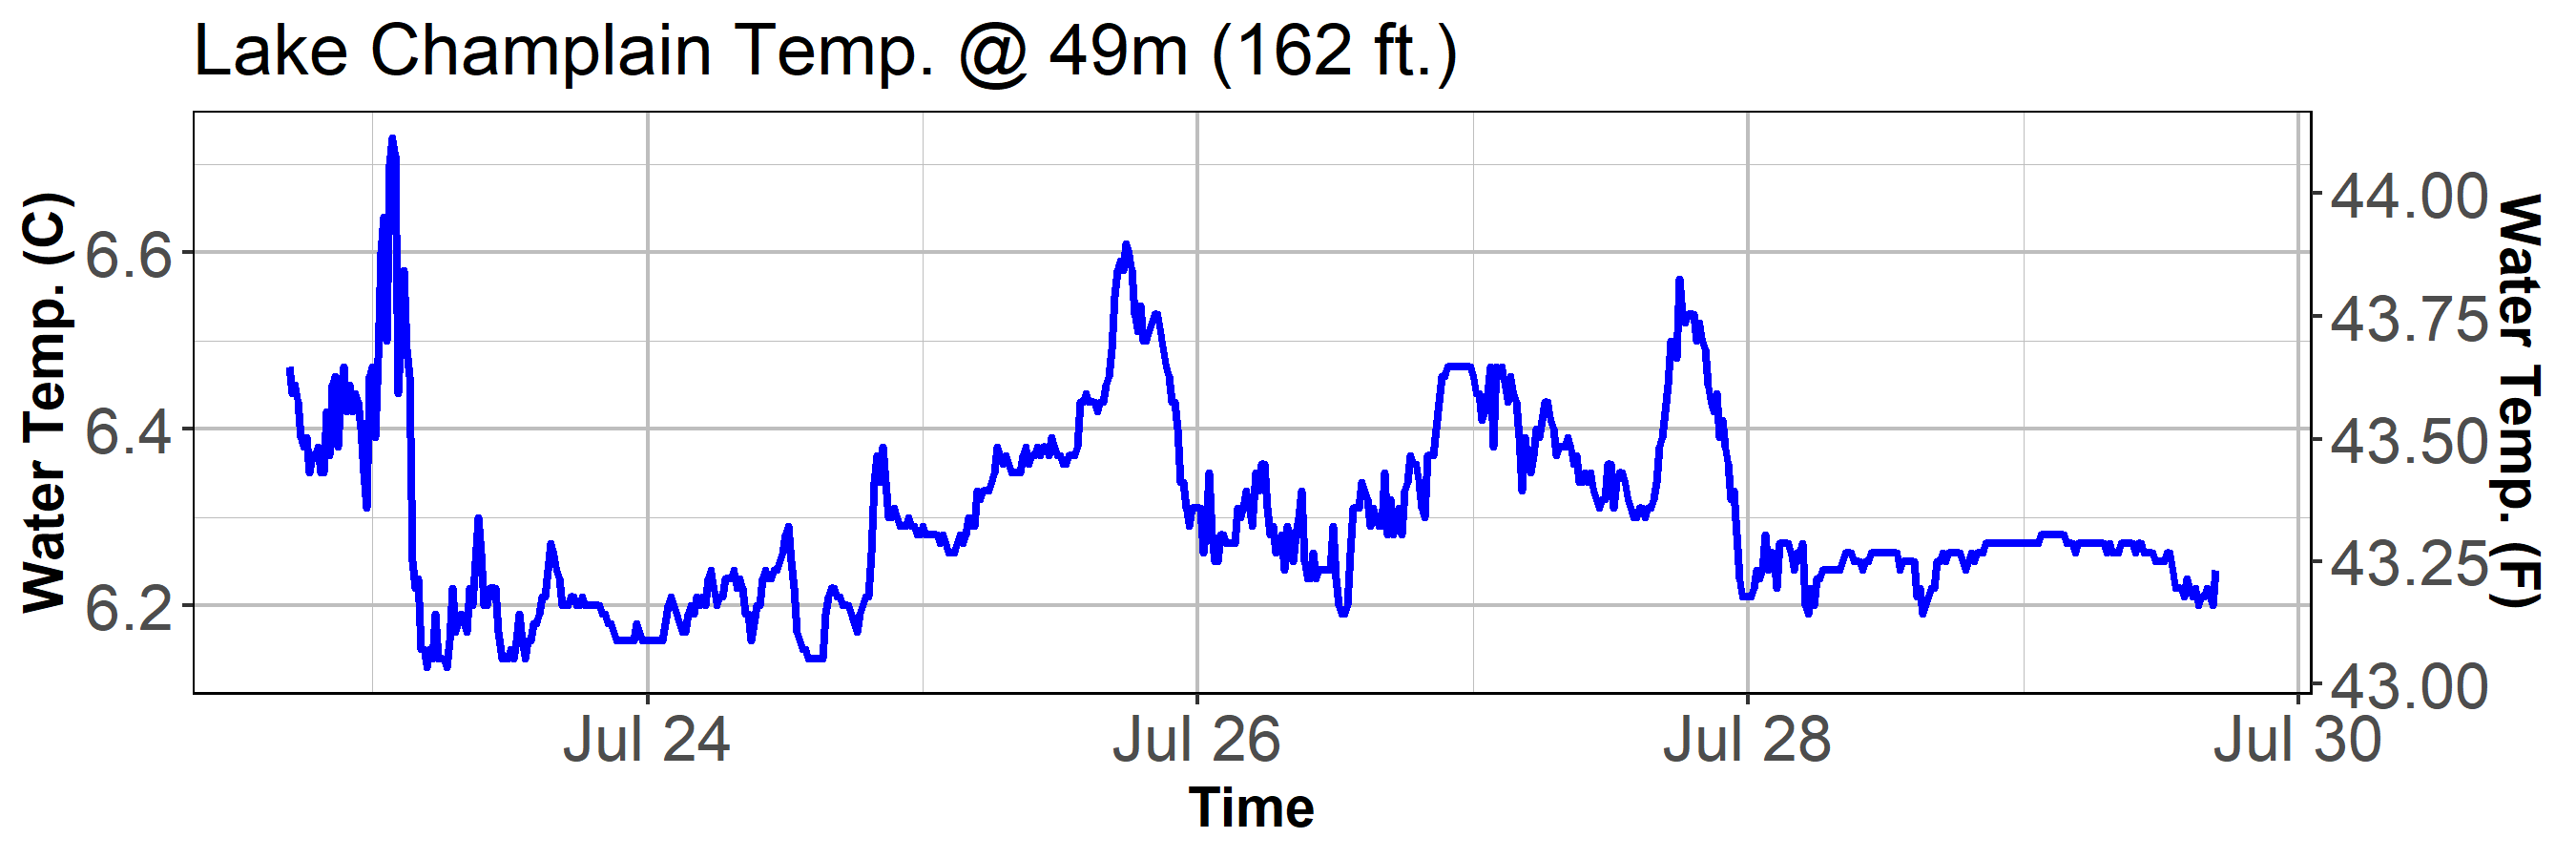 Lake Champlain Temp. @ 49m (162 ft.)
Water Temp. (C)
6.6
6.4
6.2
44.00
43.75
43.50
43.25
43.00
Water Temp. (F)
Jul 24
Jul 26
Jul 28
Jul 30
Time